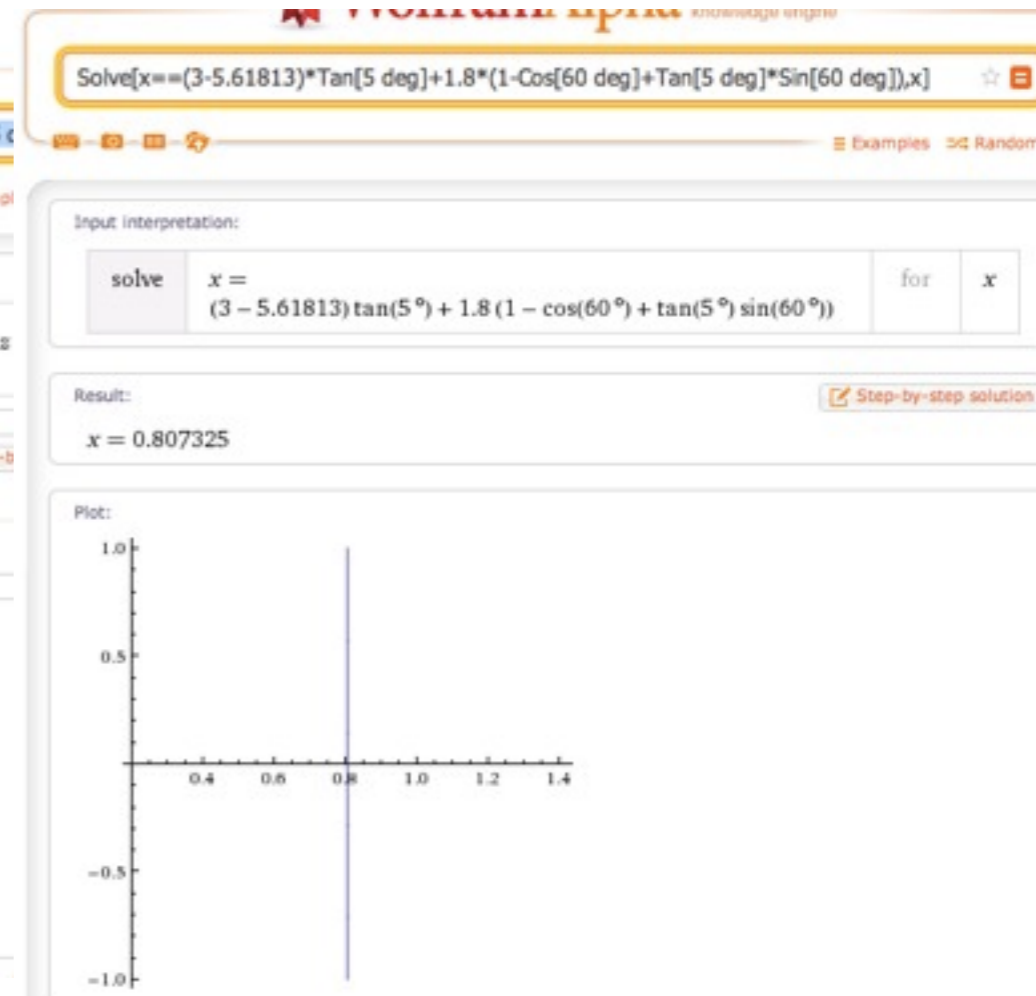 knowledge engine
Solve[x==(3-5.61813)*Tan[5 deg]+1.8*(1-Cos[60 deg]+Tan[5 deg]*Sin[60 deg]),x]
Examples Random
Input interpretation:
solve x = for x
(3 − 5.61813) tan(5 °) + 1.8 (1 − cos(60 °) + tan(5 °) sin(60 °))
Result:
Step-by-step solution
x = 0.807325
Plot:
1.0
0.5
0.4 0.6 0.8 1.0 1.2 1.4
−0.5
−1.0